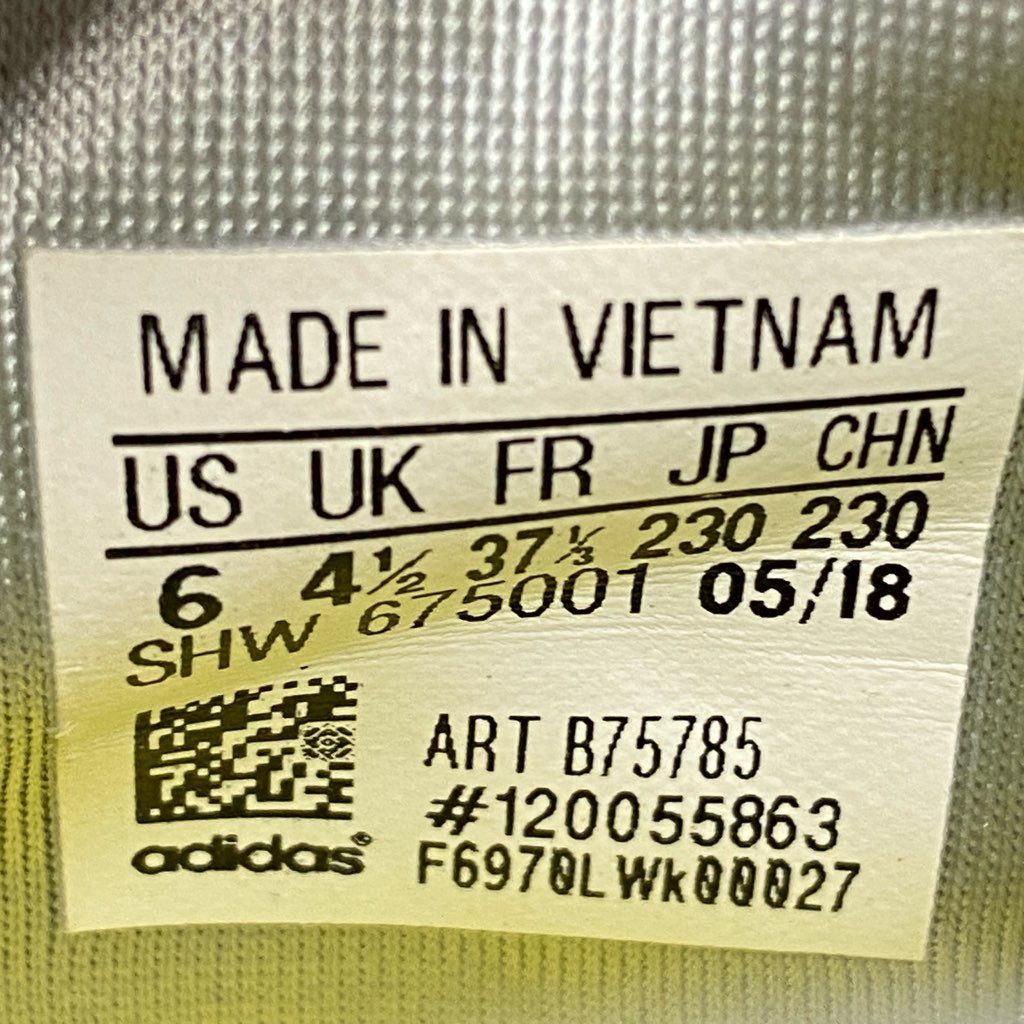 MADE IN VIETNAM
US UK FR JP CHN
6 4½ 37⅓ 230 230
SHW 675001 05/18
ART B75785
#120055863
adidas®
F6970LWk00027